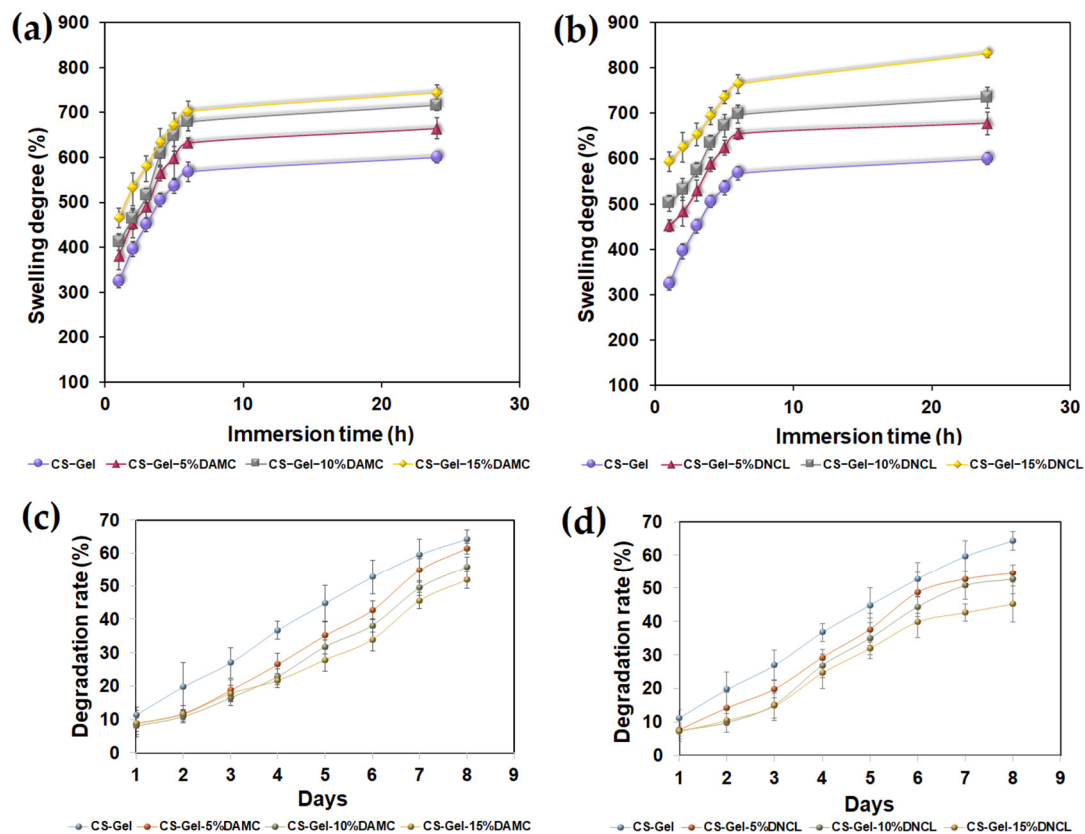 (a)
900
800
700
600
500
400
300
200
100
0 10 20 30
Swelling degree (%)
Immersion time (h)
CS-Gel CS-Gel-5%DAMC CS-Gel-10%DAMC CS-Gel-15%DAMC
(b)
900
800
700
600
500
400
300
200
100
0 10 20 30
Swelling degree (%)
Immersion time (h)
CS-Gel CS-Gel-5%DNCL CS-Gel-10%DNCL CS-Gel-15%DNCL
(c)
70
60
50
40
30
20
10
0
1 2 3 4 5 6 7 8 9
Degradation rate (%)
Days
CS-Gel CS-Gel-5%DAMC CS-Gel-10%DAMC CS-Gel-15%DAMC
(d)
70
60
50
40
30
20
10
0
1 2 3 4 5 6 7 8 9
Degradation rate (%)
Days
CS-Gel CS-Gel-5%DNCL CS-Gel-10%DNCL CS-Gel-15%DNCL